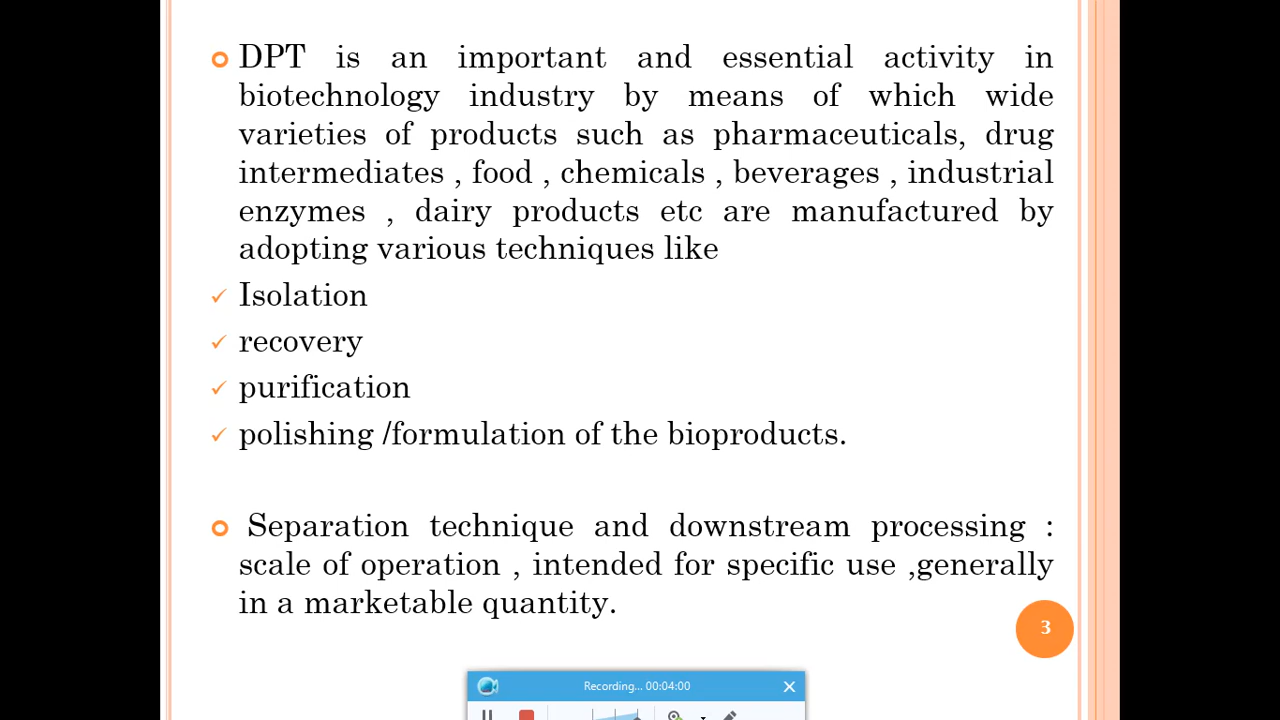 DPT is an important and essential activity in
biotechnology industry by means of which wide
varieties of products such as pharmaceuticals, drug
intermediates , food , chemicals , beverages , industrial
enzymes , dairy products etc are manufactured by
adopting various techniques like
Isolation
recovery
purification
polishing /formulation of the bioproducts.
Separation technique and downstream processing :
scale of operation , intended for specific use ,generally
in a marketable quantity.
3
Recording... 00:04:00